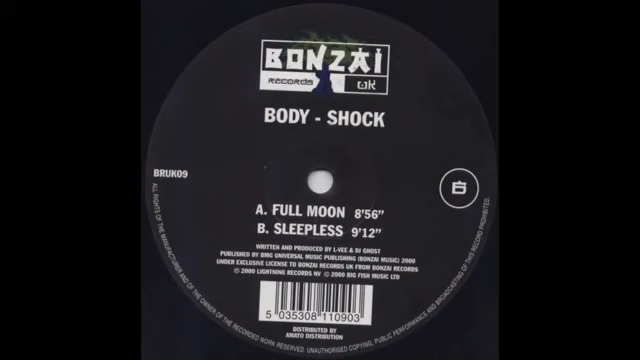 BONZAI
RECORDS UK
BODY - SHOCK
BRUK09
A. FULL MOON 8'56"
B. SLEEPLESS 9'12"
WRITTEN AND PRODUCED BY L-VEE & DJ GHOST
PUBLISHED BY BMG UNIVERSAL MUSIC PUBLISHING (BONZAI MUSIC) 2000
UNDER EXCLUSIVE LICENSE TO BONZAI RECORDS UK FROM BONZAI RECORDS
℗ 2000 LIGHTNING RECORDS NV © 2000 BIG FISH MUSIC LTD
5 035308 110903
DISTRIBUTED BY
AMATO DISTRIBUTION
ALL RIGHTS OF THE MANUFACTURER AND OF THE OWNER OF THE RECORDED WORK RESERVED. UNAUTHORISED COPYING, PUBLIC PERFORMANCE AND BROADCASTING OF THIS RECORD PROHIBITED.